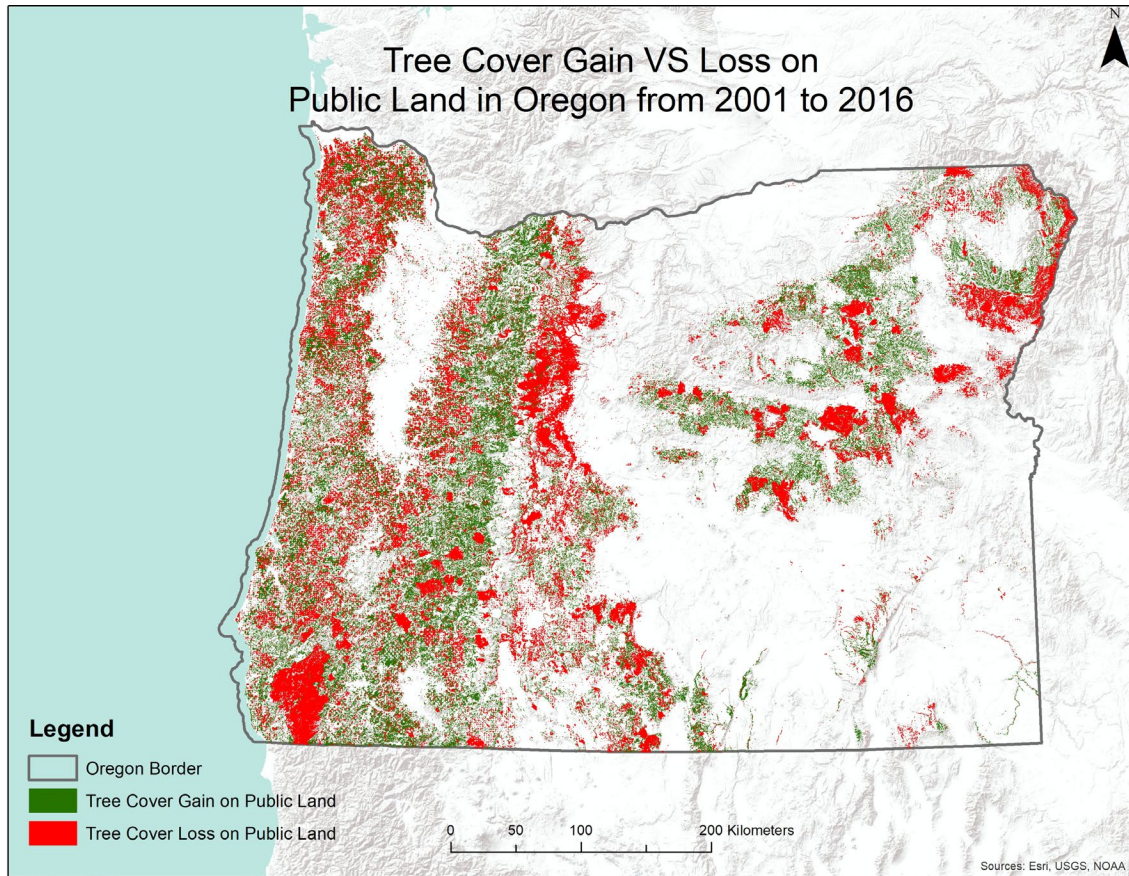 N
Tree Cover Gain VS Loss on
Public Land in Oregon from 2001 to 2016
Legend
Oregon Border
Tree Cover Gain on Public Land
Tree Cover Loss on Public Land
0 50 100 200 Kilometers
Sources: Esri, USGS, NOAA